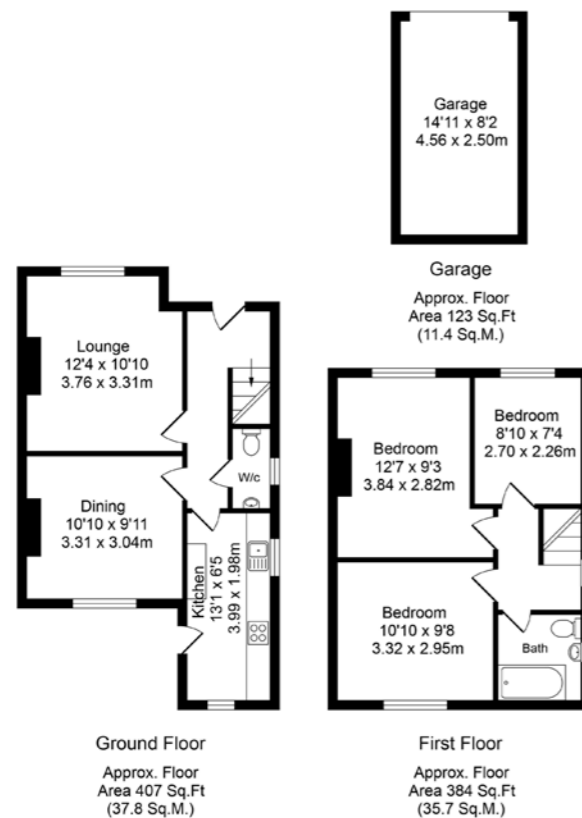 Garage
14'11 x 8'2
4.56 x 2.50m
Garage
Approx. Floor
Area 123 Sq.Ft
(11.4 Sq.M.)
Lounge
12'4 x 10'10
3.76 x 3.31m
W/c
Dining
10'10 x 9'11
3.31 x 3.04m
Kitchen
13'1 x 6'5
3.99 x 1.98m
Ground Floor
Approx. Floor
Area 407 Sq.Ft
(37.8 Sq.M.)
Bedroom
8'10 x 7'4
2.70 x 2.26m
Bedroom
12'7 x 9'3
3.84 x 2.82m
Bedroom
10'10 x 9'8
3.32 x 2.95m
Bath
First Floor
Approx. Floor
Area 384 Sq.Ft
(35.7 Sq.M.)